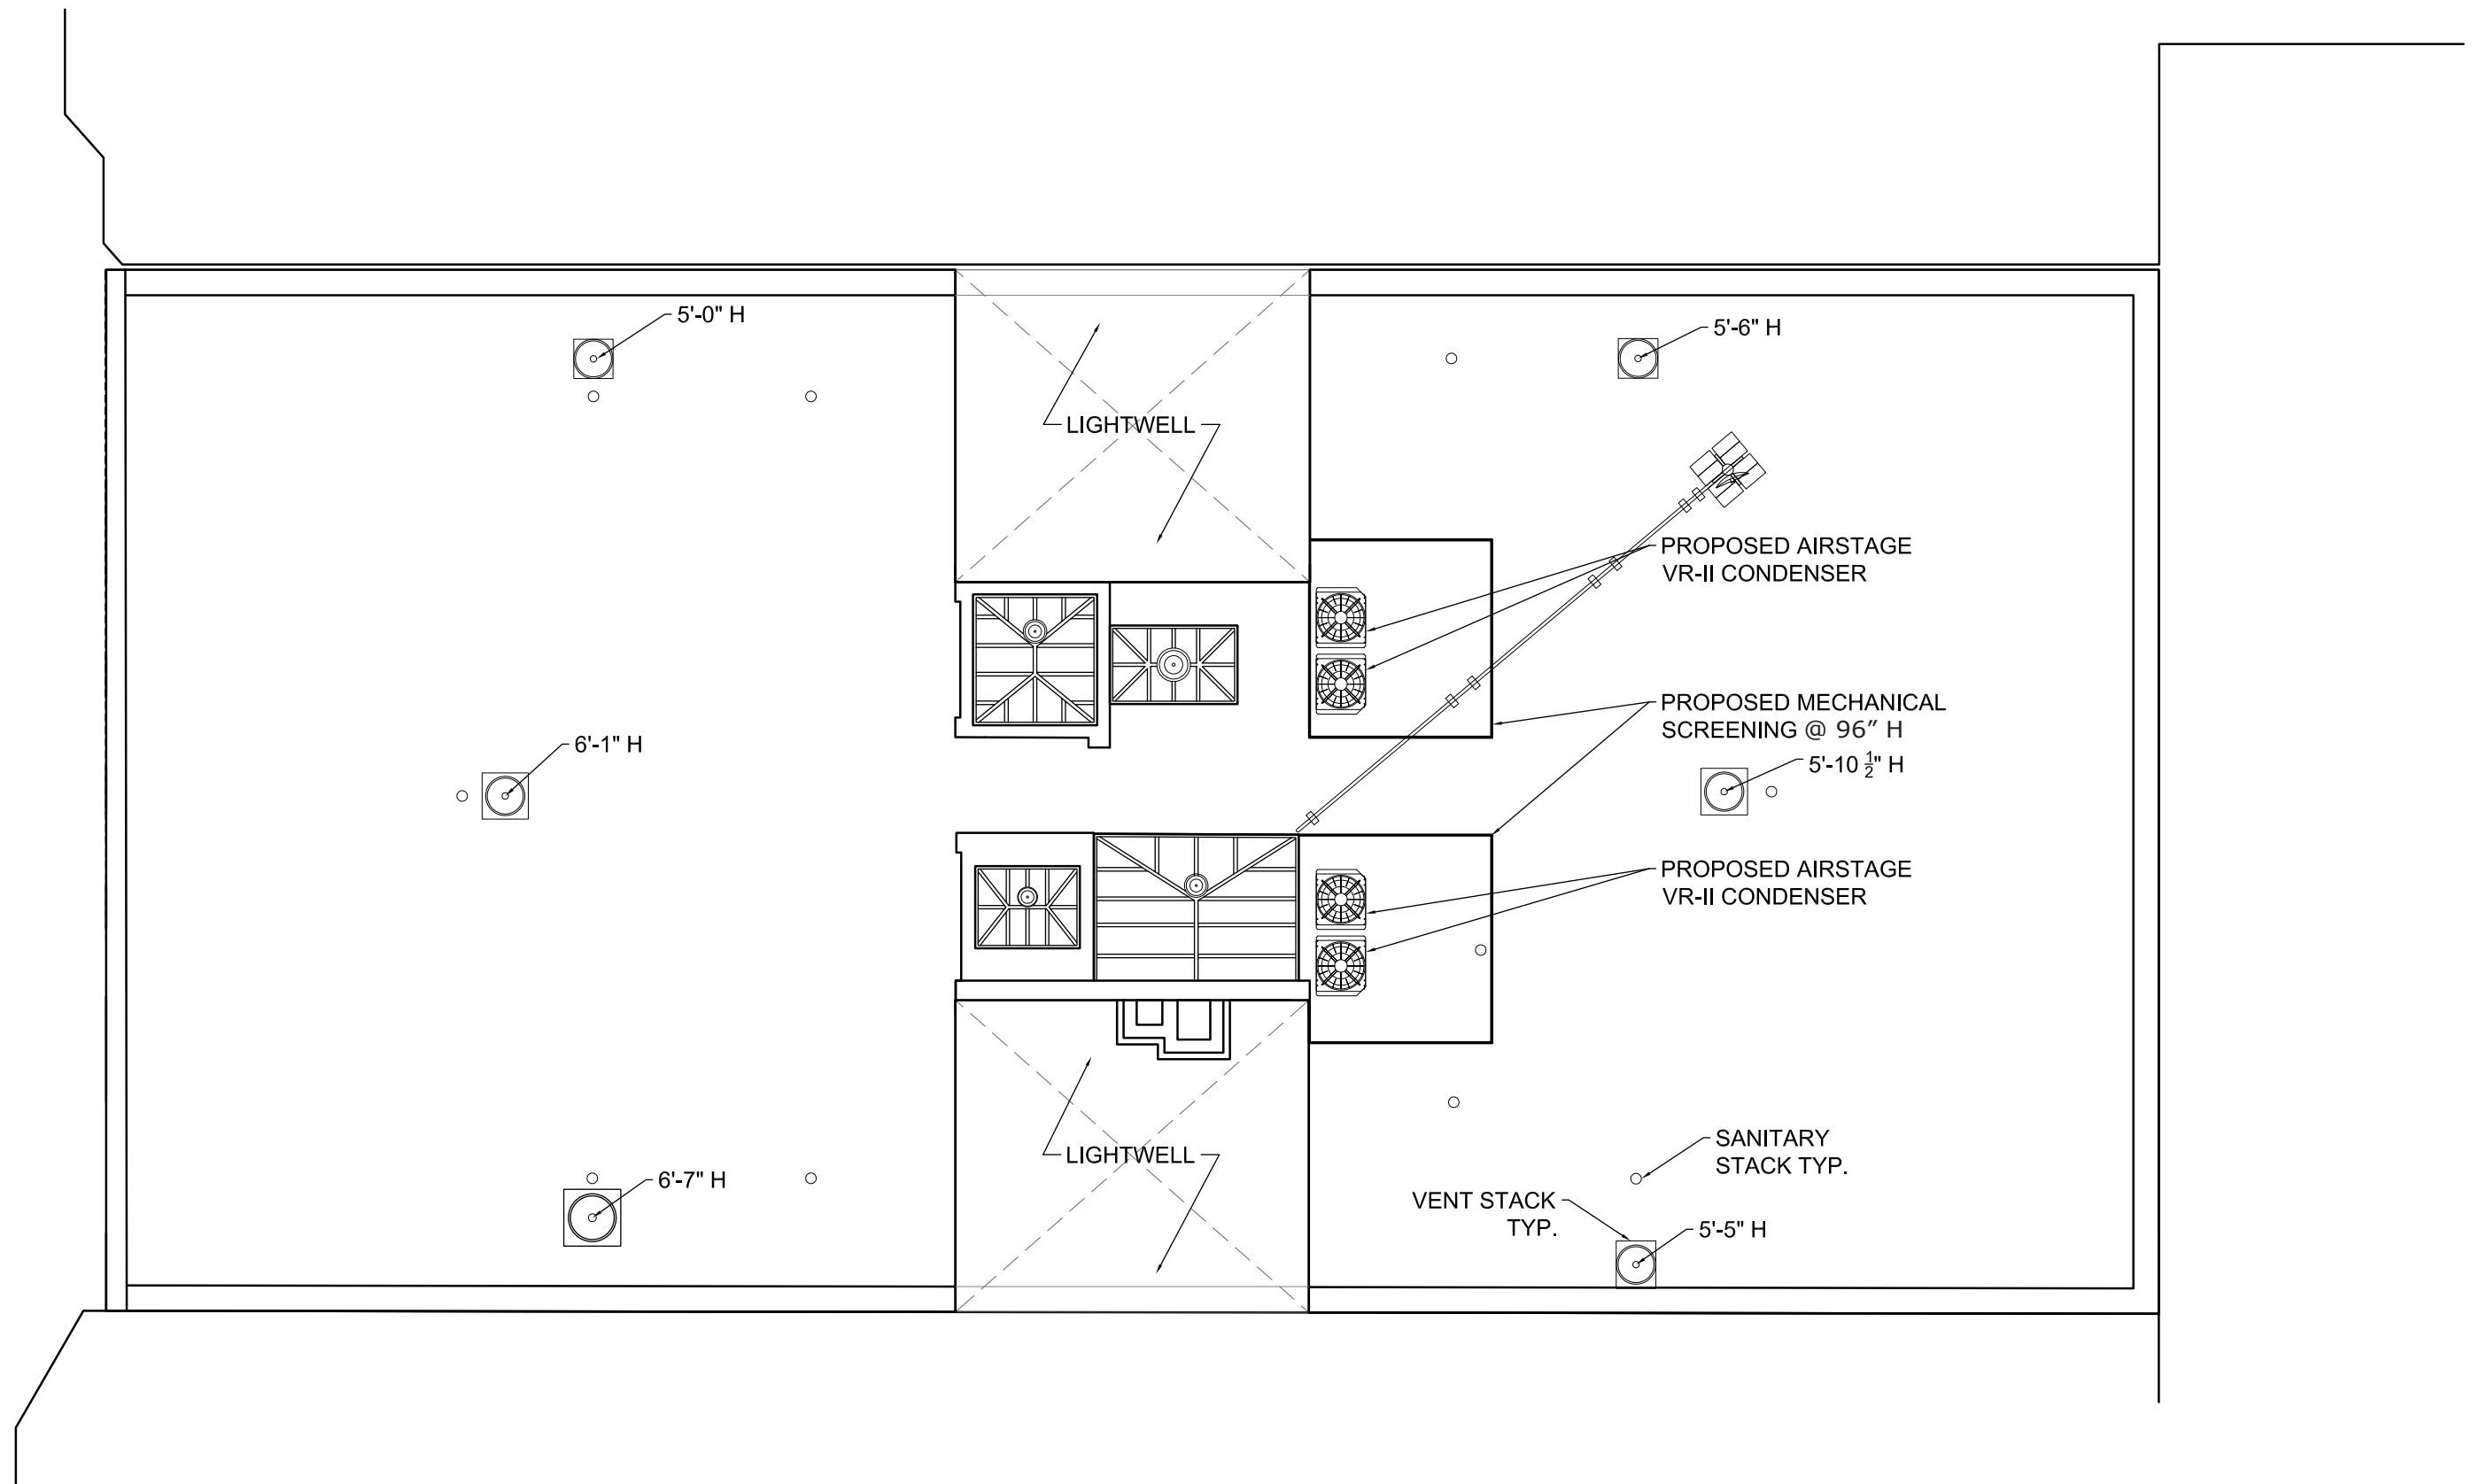 5'-0" H
5'-6" H
LIGHTWELL
PROPOSED AIRSTAGE
VR-II CONDENSER
PROPOSED MECHANICAL
SCREENING @ 96" H
6'-1" H
5'-10 1/2" H
PROPOSED AIRSTAGE
VR-II CONDENSER
SANITARY
STACK TYP.
LIGHTWELL
6'-7" H
VENT STACK
TYP.
5'-5" H